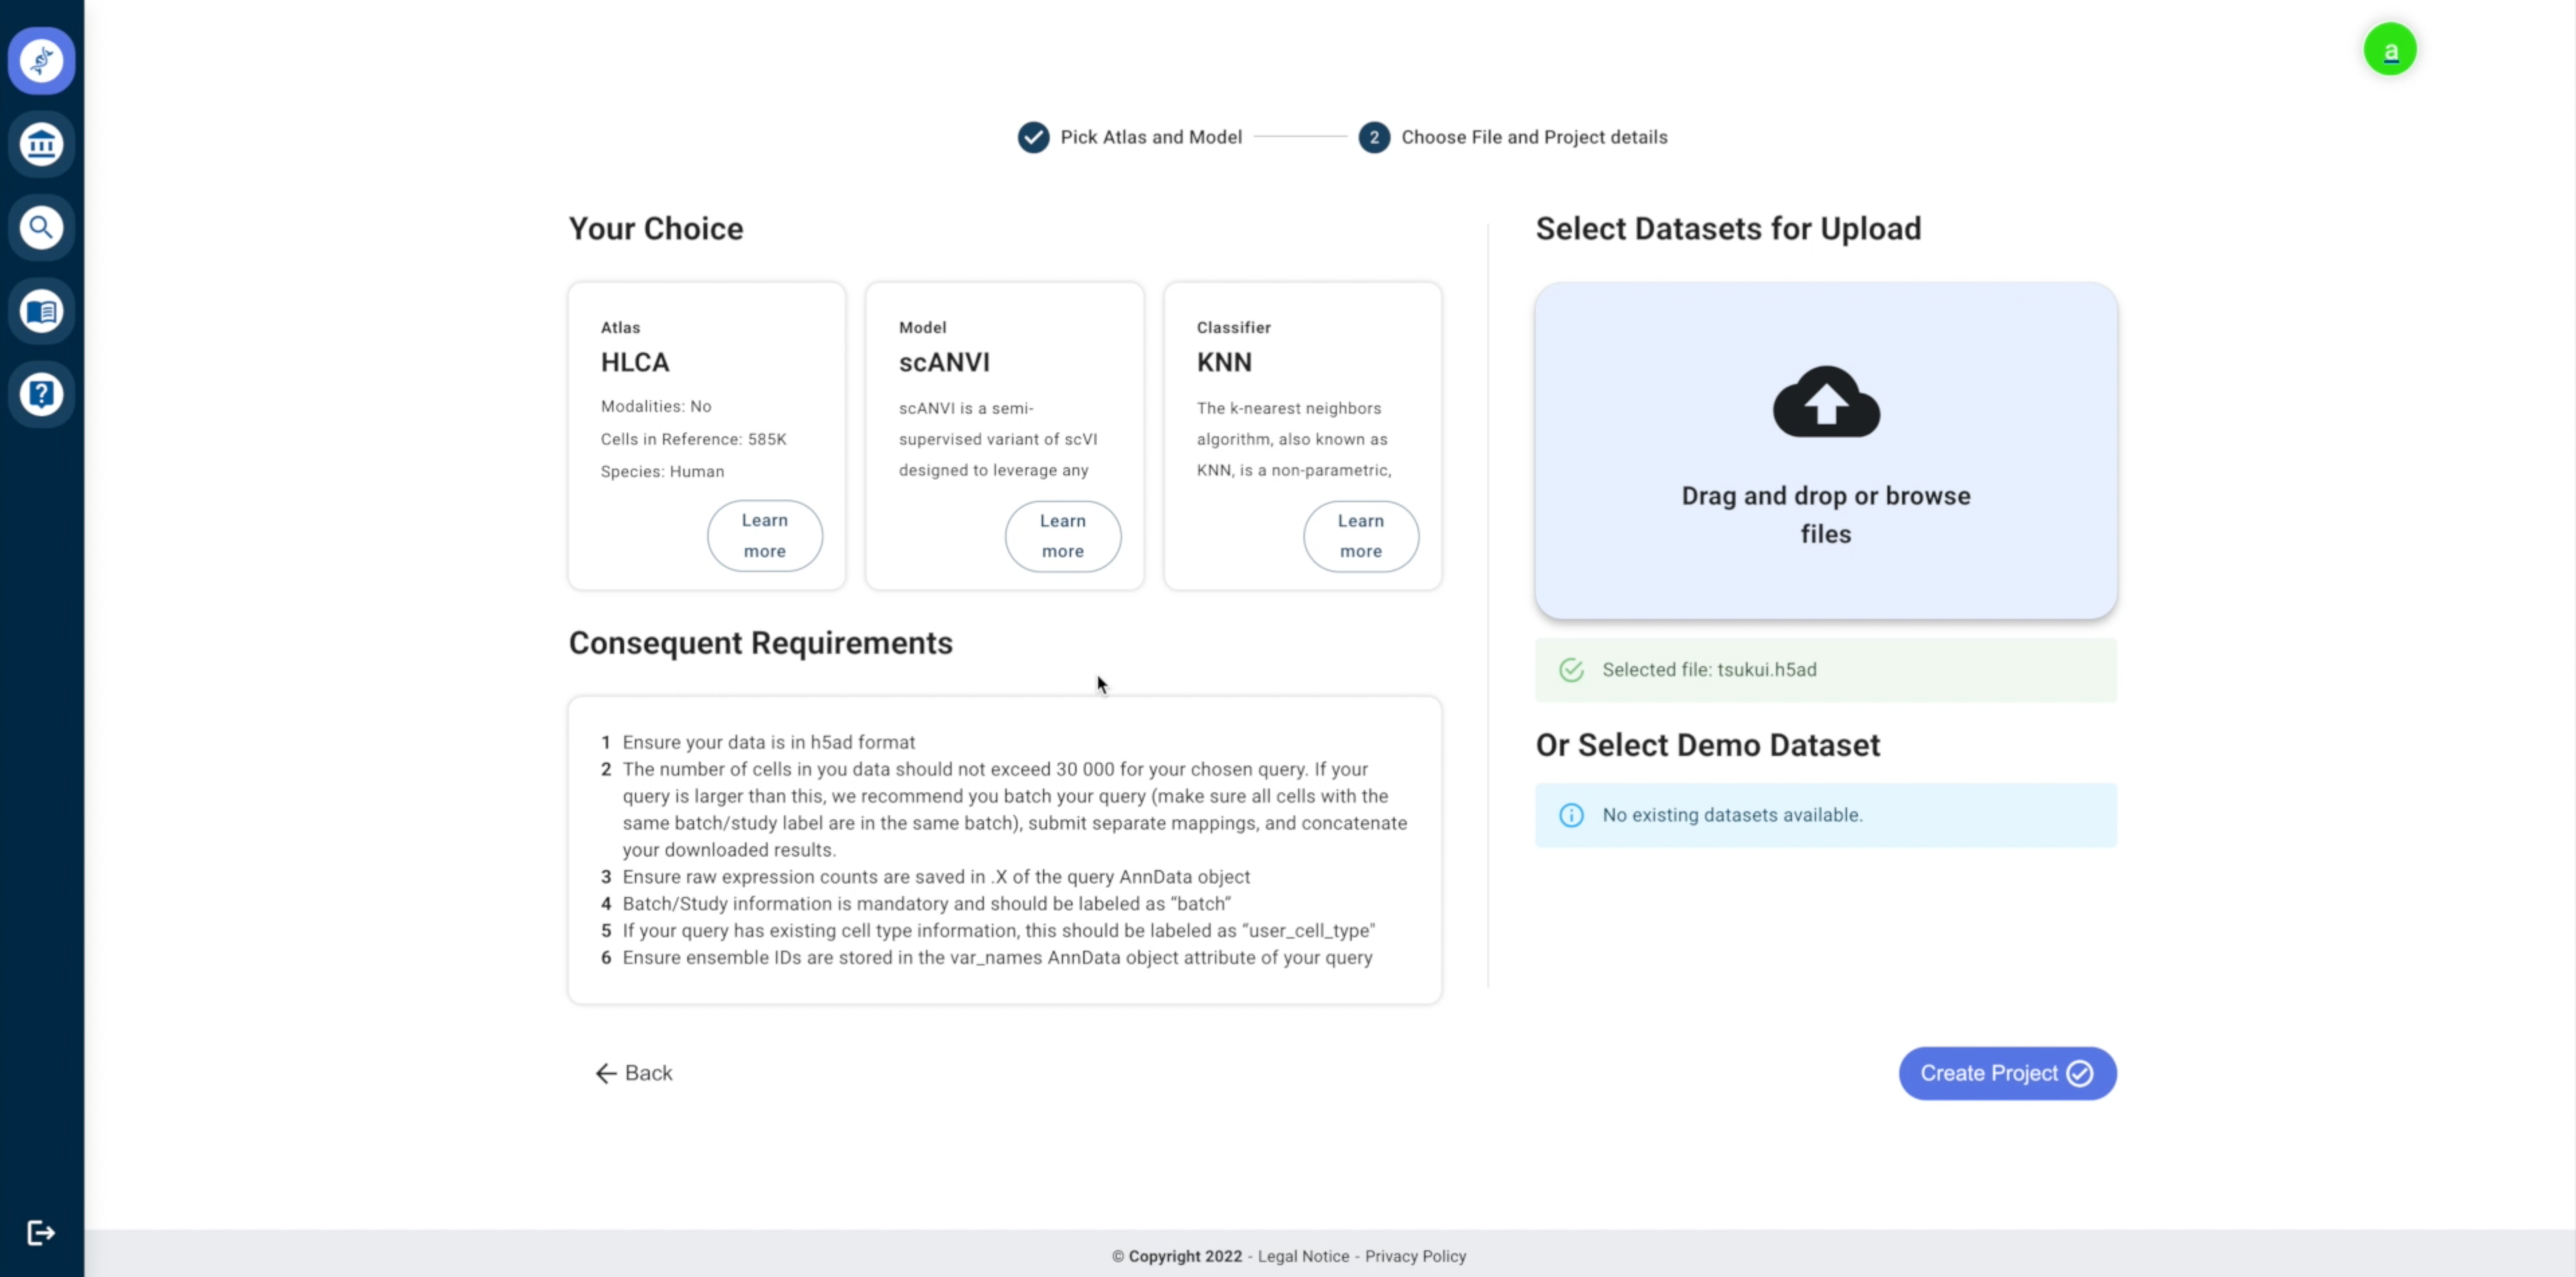 a
Pick Atlas and Model
2 Choose File and Project details
Your Choice
Atlas
HLCA
Modalities: No
Cells in Reference: 585K
Species: Human
Learn
more
Model
scANVI
scANVI is a semi-
supervised variant of scVI
designed to leverage any
Learn
more
Classifier
KNN
The k-nearest neighbors
algorithm, also known as
KNN, is a non-parametric,
Learn
more
Consequent Requirements
1 Ensure your data is in h5ad format
2 The number of cells in you data should not exceed 30 000 for your chosen query. If your
query is larger than this, we recommend you batch your query (make sure all cells with the
same batch/study label are in the same batch), submit separate mappings, and concatenate
your downloaded results.
3 Ensure raw expression counts are saved in .X of the query AnnData object
4 Batch/Study information is mandatory and should be labeled as “batch”
5 If your query has existing cell type information, this should be labeled as “user_cell_type"
6 Ensure ensemble IDs are stored in the var_names AnnData object attribute of your query
Back
Select Datasets for Upload
Drag and drop or browse
files
Selected file: tsukui.h5ad
Or Select Demo Dataset
No existing datasets available.
Create Project
© Copyright 2022 - Legal Notice - Privacy Policy